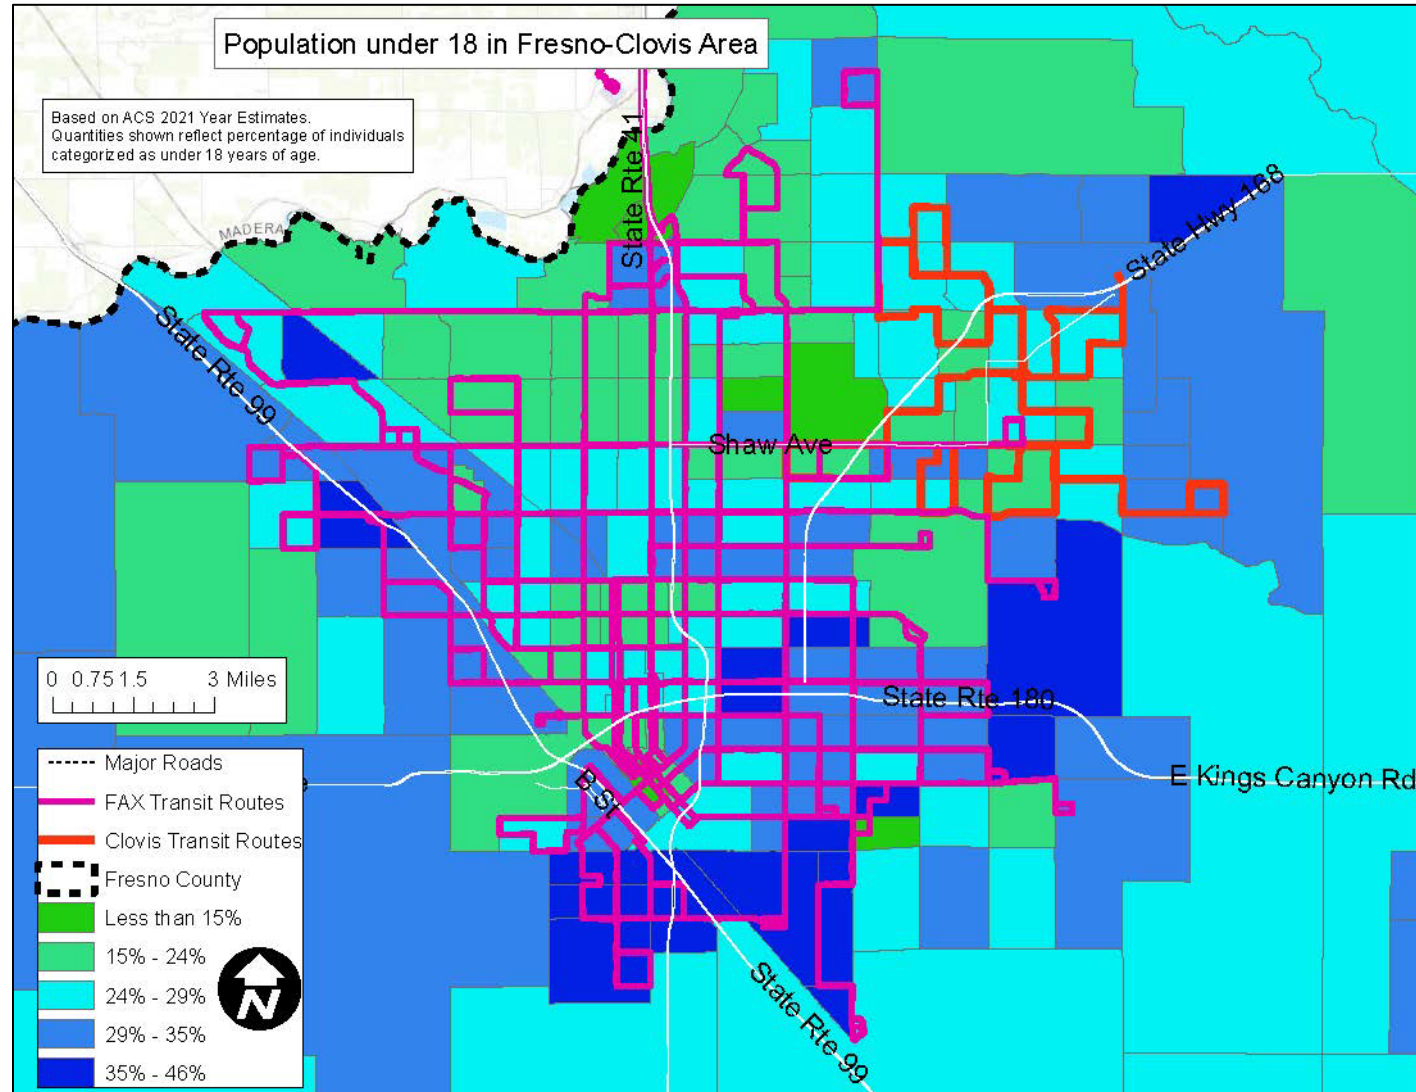 Population under 18 in Fresno-Clovis Area
Based on ACS 2021 Year Estimates.
Quantities shown reflect percentage of individuals
categorized as under 18 years of age.
State Rte 41
State Hwy 168
MADERA
State Rte 99
Shaw Ave
State Rte 180
E Kings Canyon Rd
B St
State Rte 99
0 0.75 1.5 3 Miles
Major Roads
FAX Transit Routes
Clovis Transit Routes
Fresno County
Less than 15%
15% - 24%
24% - 29%
29% - 35%
35% - 46%
N